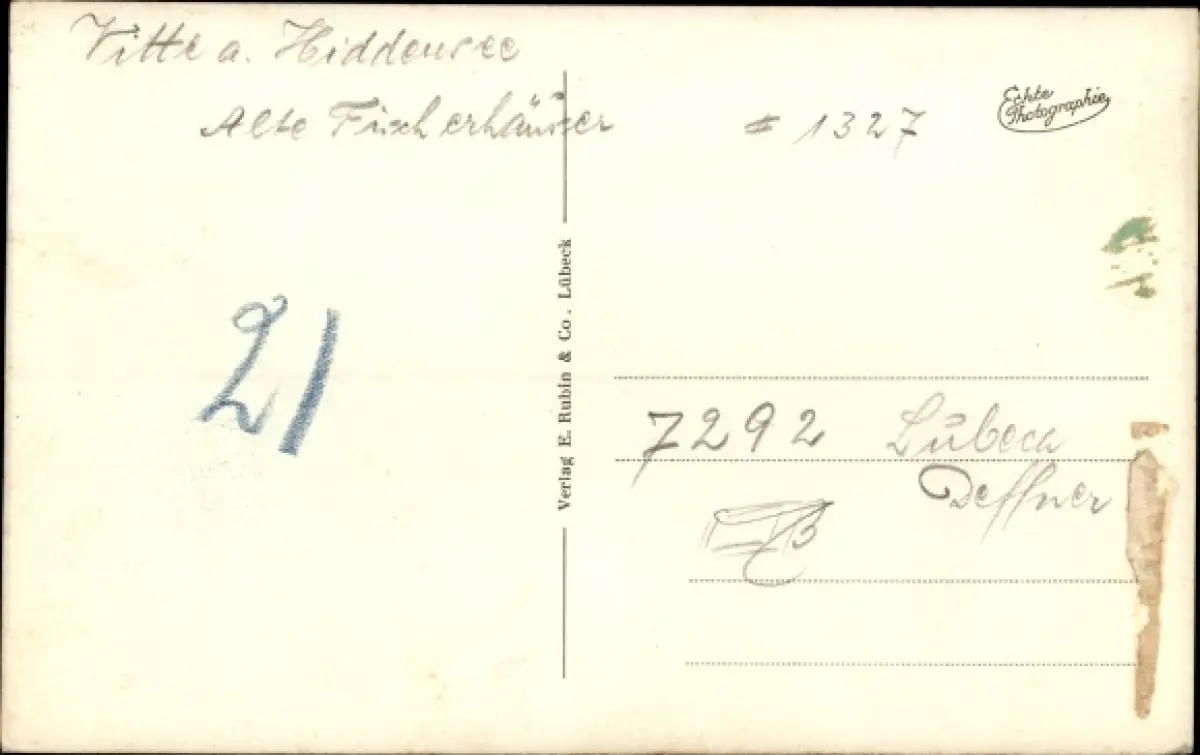 Vitte a. Hiddensee
Alte Fischerhäuser
= 1327
Echte
Photographie
21
Verlag E. Rubin & Co. Lübeck
7292 Lübeck
Deffner